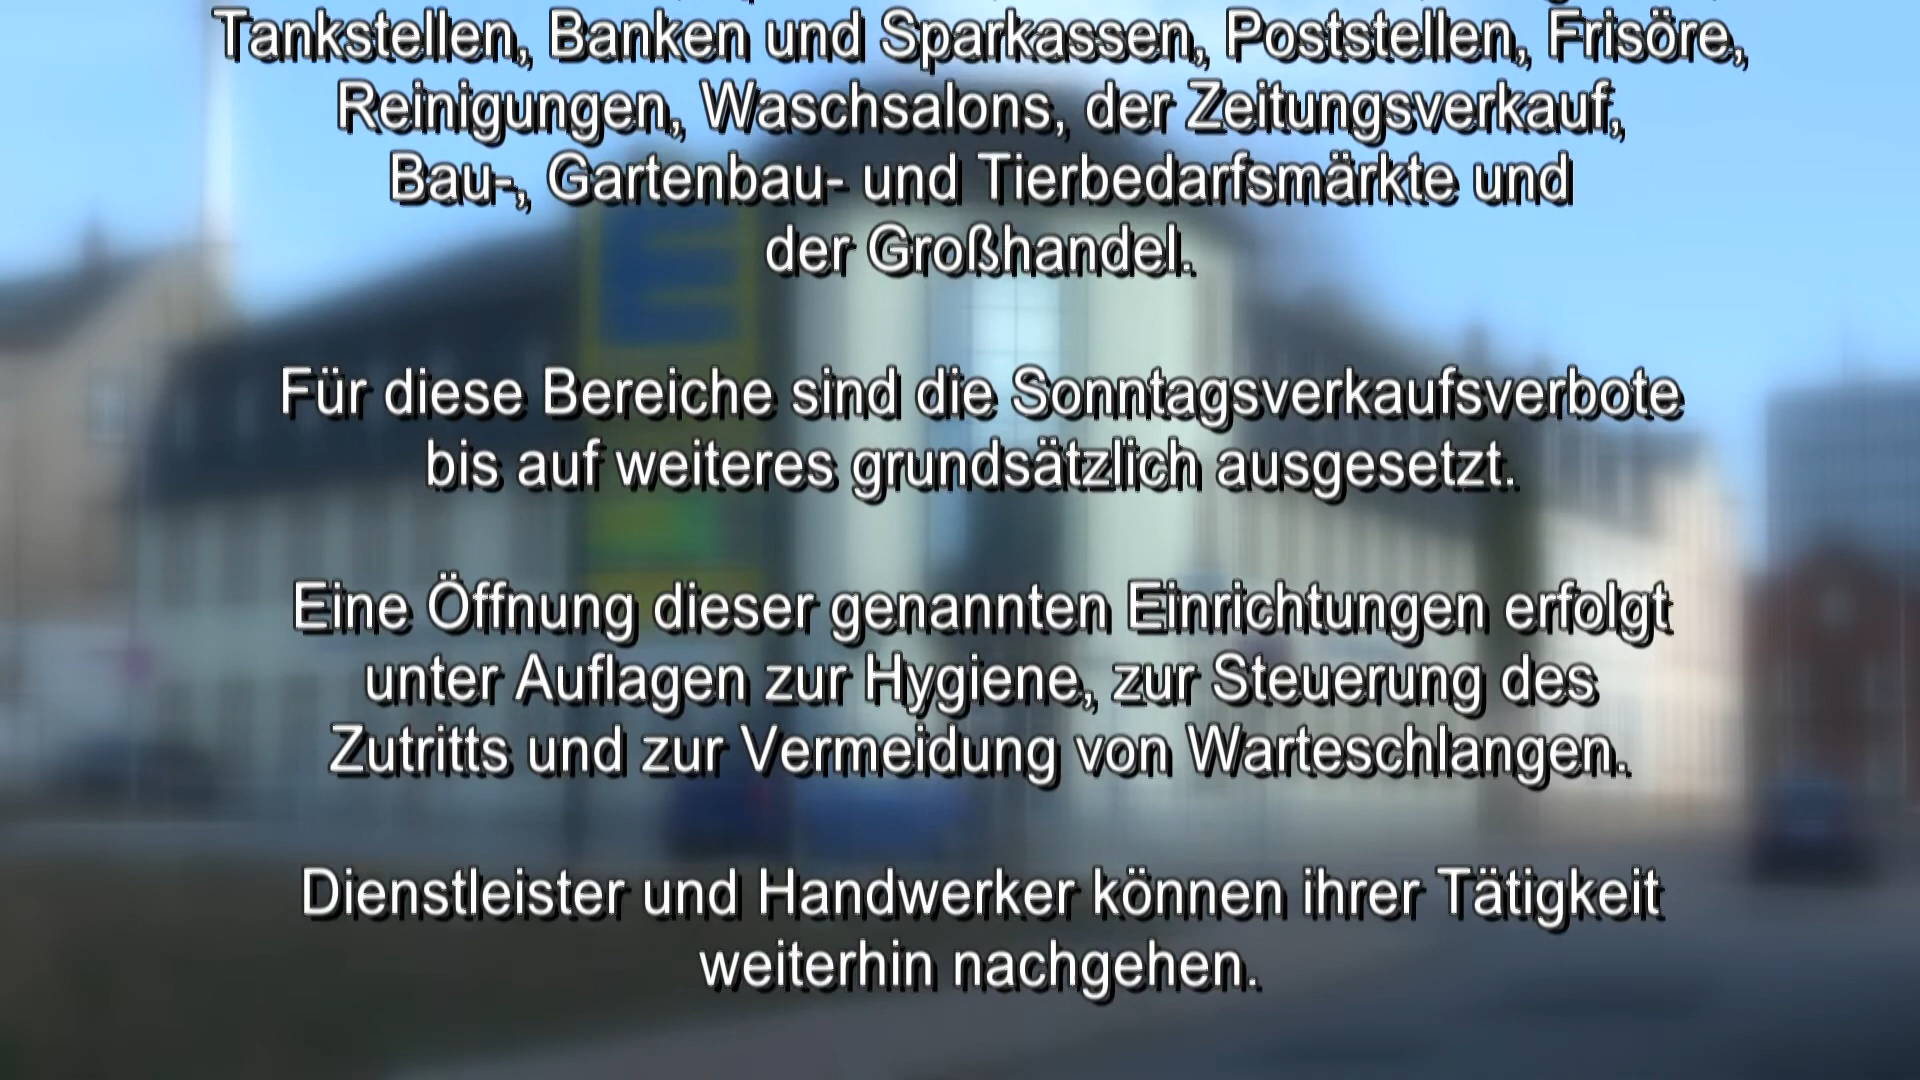 Tankstellen, Banken und Sparkassen, Poststellen, Frisöre,
Reinigungen, Waschsalons, der Zeitungsverkauf,
Bau-, Gartenbau- und Tierbedarfsmärkte und
der Großhandel.
Für diese Bereiche sind die Sonntagsverkaufsverbote
bis auf weiteres grundsätzlich ausgesetzt.
Eine Öffnung dieser genannten Einrichtungen erfolgt
unter Auflagen zur Hygiene, zur Steuerung des
Zutritts und zur Vermeidung von Warteschlangen.
Dienstleister und Handwerker können ihrer Tätigkeit
weiterhin nachgehen.